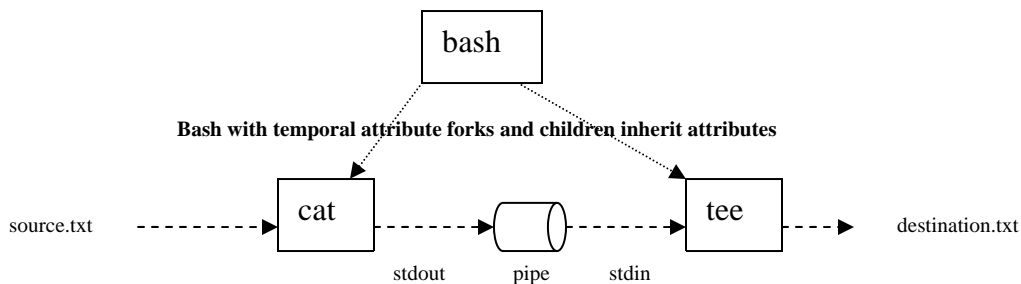 bash
Bash with temporal attribute forks and children inherit attributes
cat
tee
source.txt
destination.txt
stdout
pipe
stdin